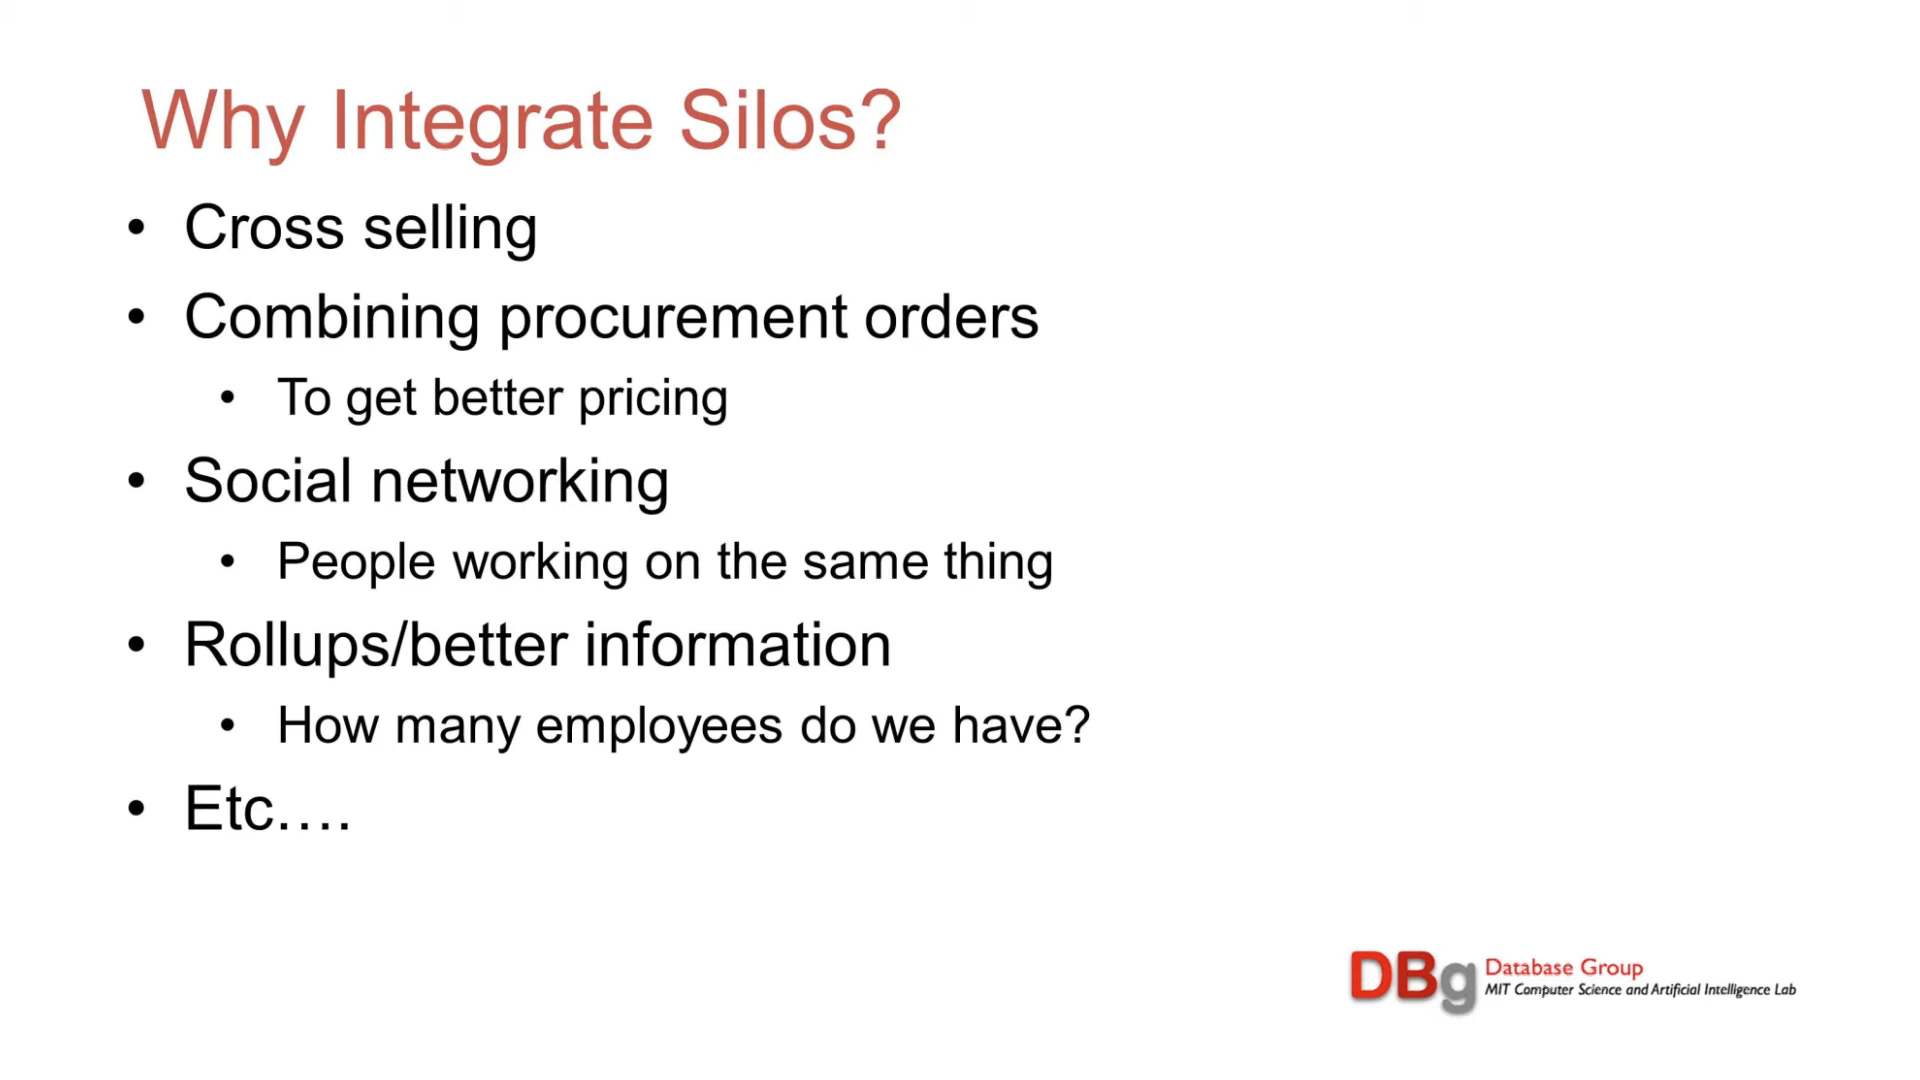 Why Integrate Silos?
• Cross selling
• Combining procurement orders
• To get better pricing
• Social networking
• People working on the same thing
• Rollups/better information
• How many employees do we have?
• Etc….
DBg
Database Group
MIT Computer Science and Artificial Intelligence Lab